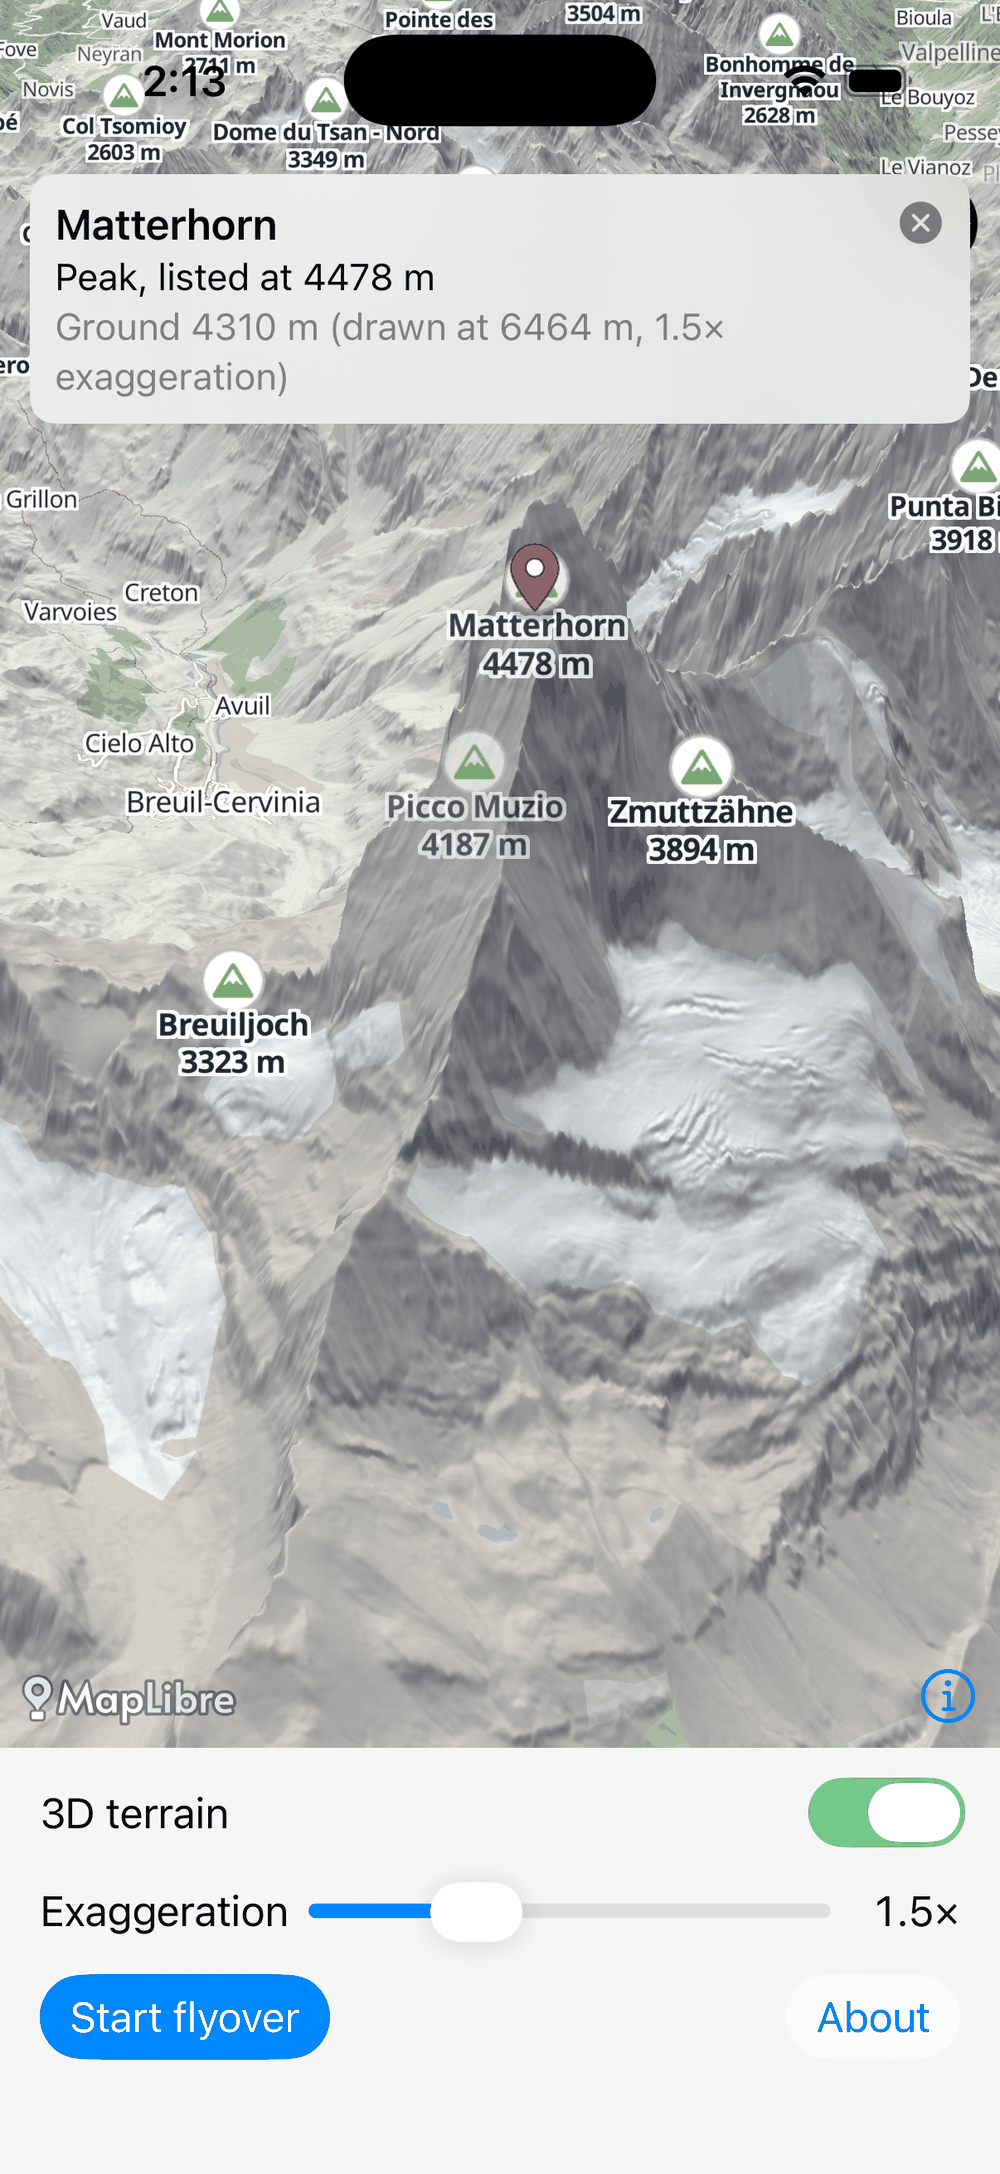 Vaud
Pointe des
3504 m
Bioula
Fove
Neyran
Mont Morion
2711 m
Valpelline
Bonhomme de
Invergnaou
2628 m
2:13
Novis
Le Bouyoz
Col Tsomioy
2603 m
Dome du Tsan - Nord
3349 m
Pessey
Le Vianoz
Matterhorn
Peak, listed at 4478 m
Ground 4310 m (drawn at 6464 m, 1.5×
exaggeration)
De
Grillon
Punta Bi
3918
Creton
Varvoies
Matterhorn
4478 m
Avuil
Cielo Alto
Breuil-Cervinia
Picco Muzio
4187 m
Zmuttzähne
3894 m
Breuiljoch
3323 m
MapLibre
3D terrain
Exaggeration
1.5×
Start flyover
About